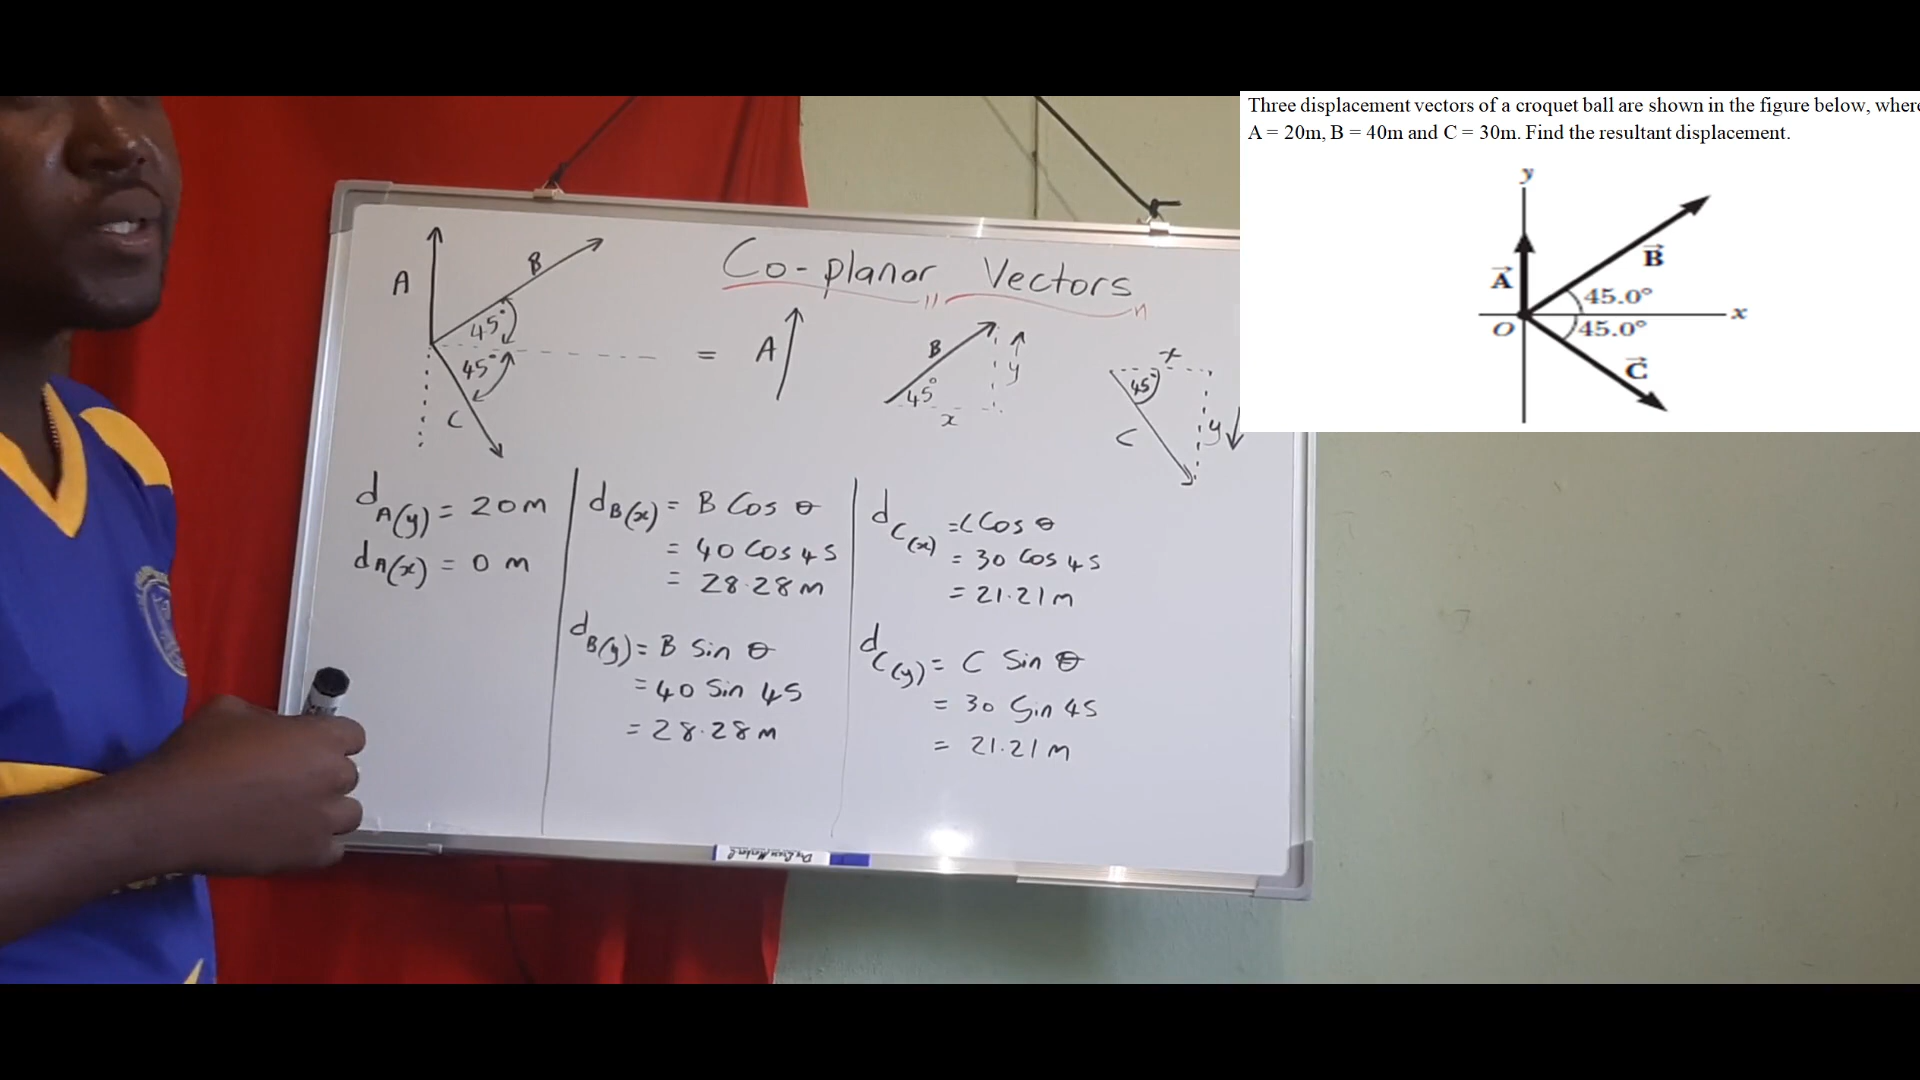 Three displacement vectors of a croquet ball are shown in the figure below, where
A = 20m, B = 40m and C = 30m. Find the resultant displacement.
y
A
B
45.0°
O
x
45.0°
C
Co-planar Vectors
A
B
45°
45°
C
= A
B
45°
x
y
x
45°
C
y
dA(y) = 20m
dA(x) = 0 m
dB(x) = B Cos θ
= 40 Cos 45
= 28.28m
dB(y) = B Sin θ
= 40 Sin 45
= 28.28m
dC(x) = C Cos θ
= 30 Cos 45
= 21.21m
dC(y) = C Sin θ
= 30 Sin 45
= 21.21m